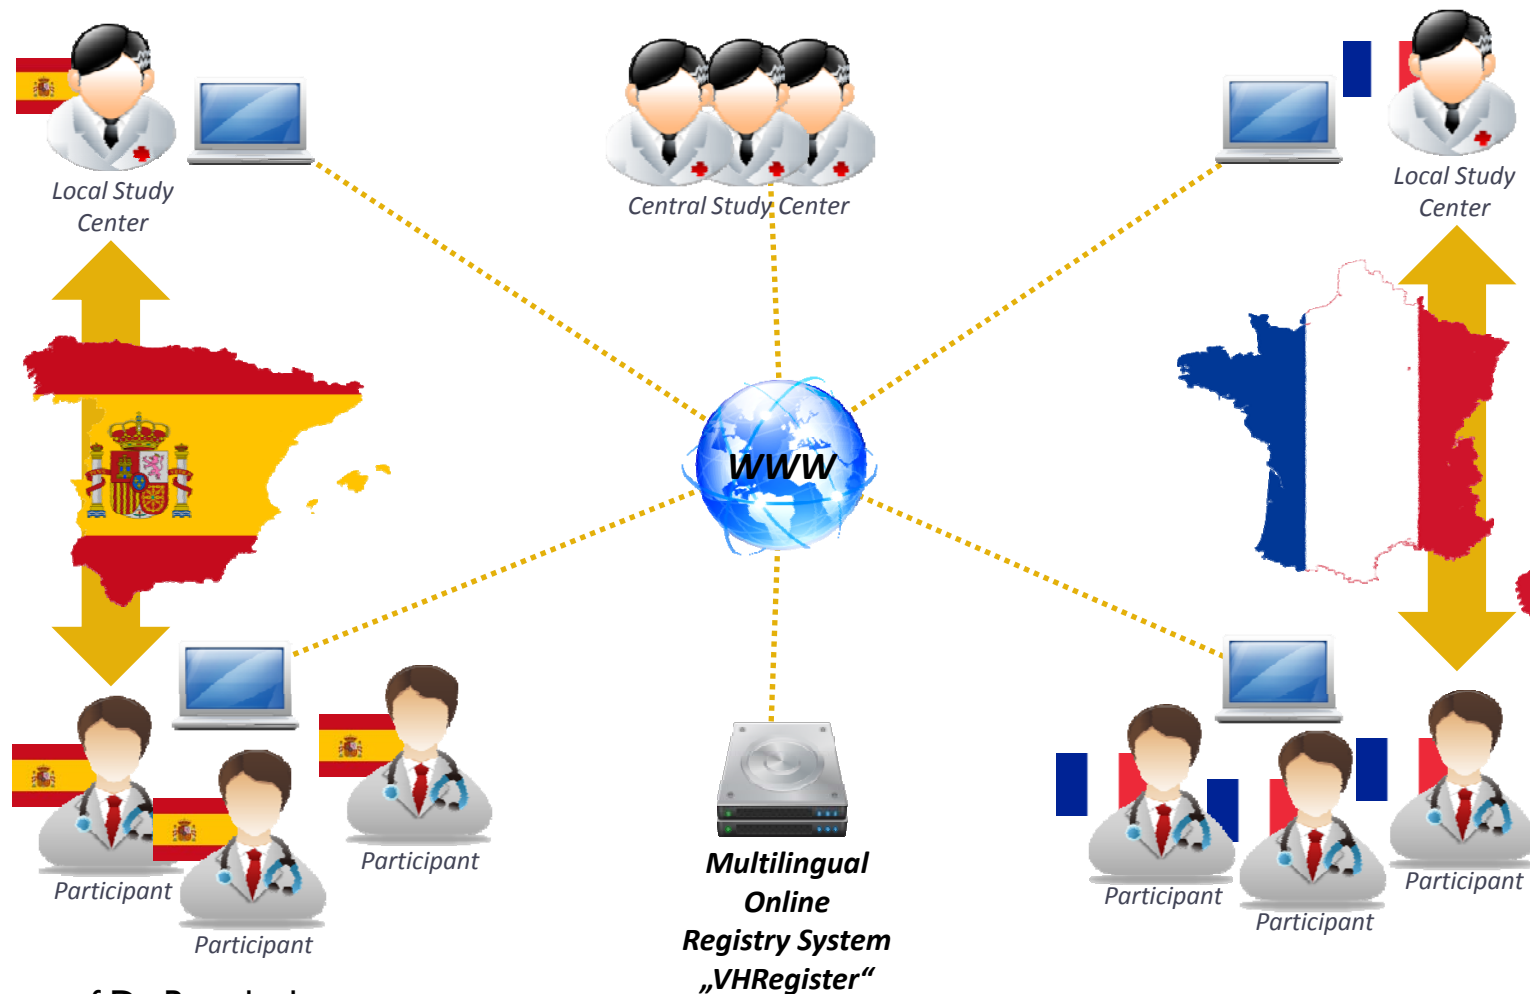 Local Study
Center
Central Study Center
Local Study
Center
WWW
Participant
Participant
Participant
Multilingual
Online
Registry System
„VHRegister“
Participant
Participant
Participant